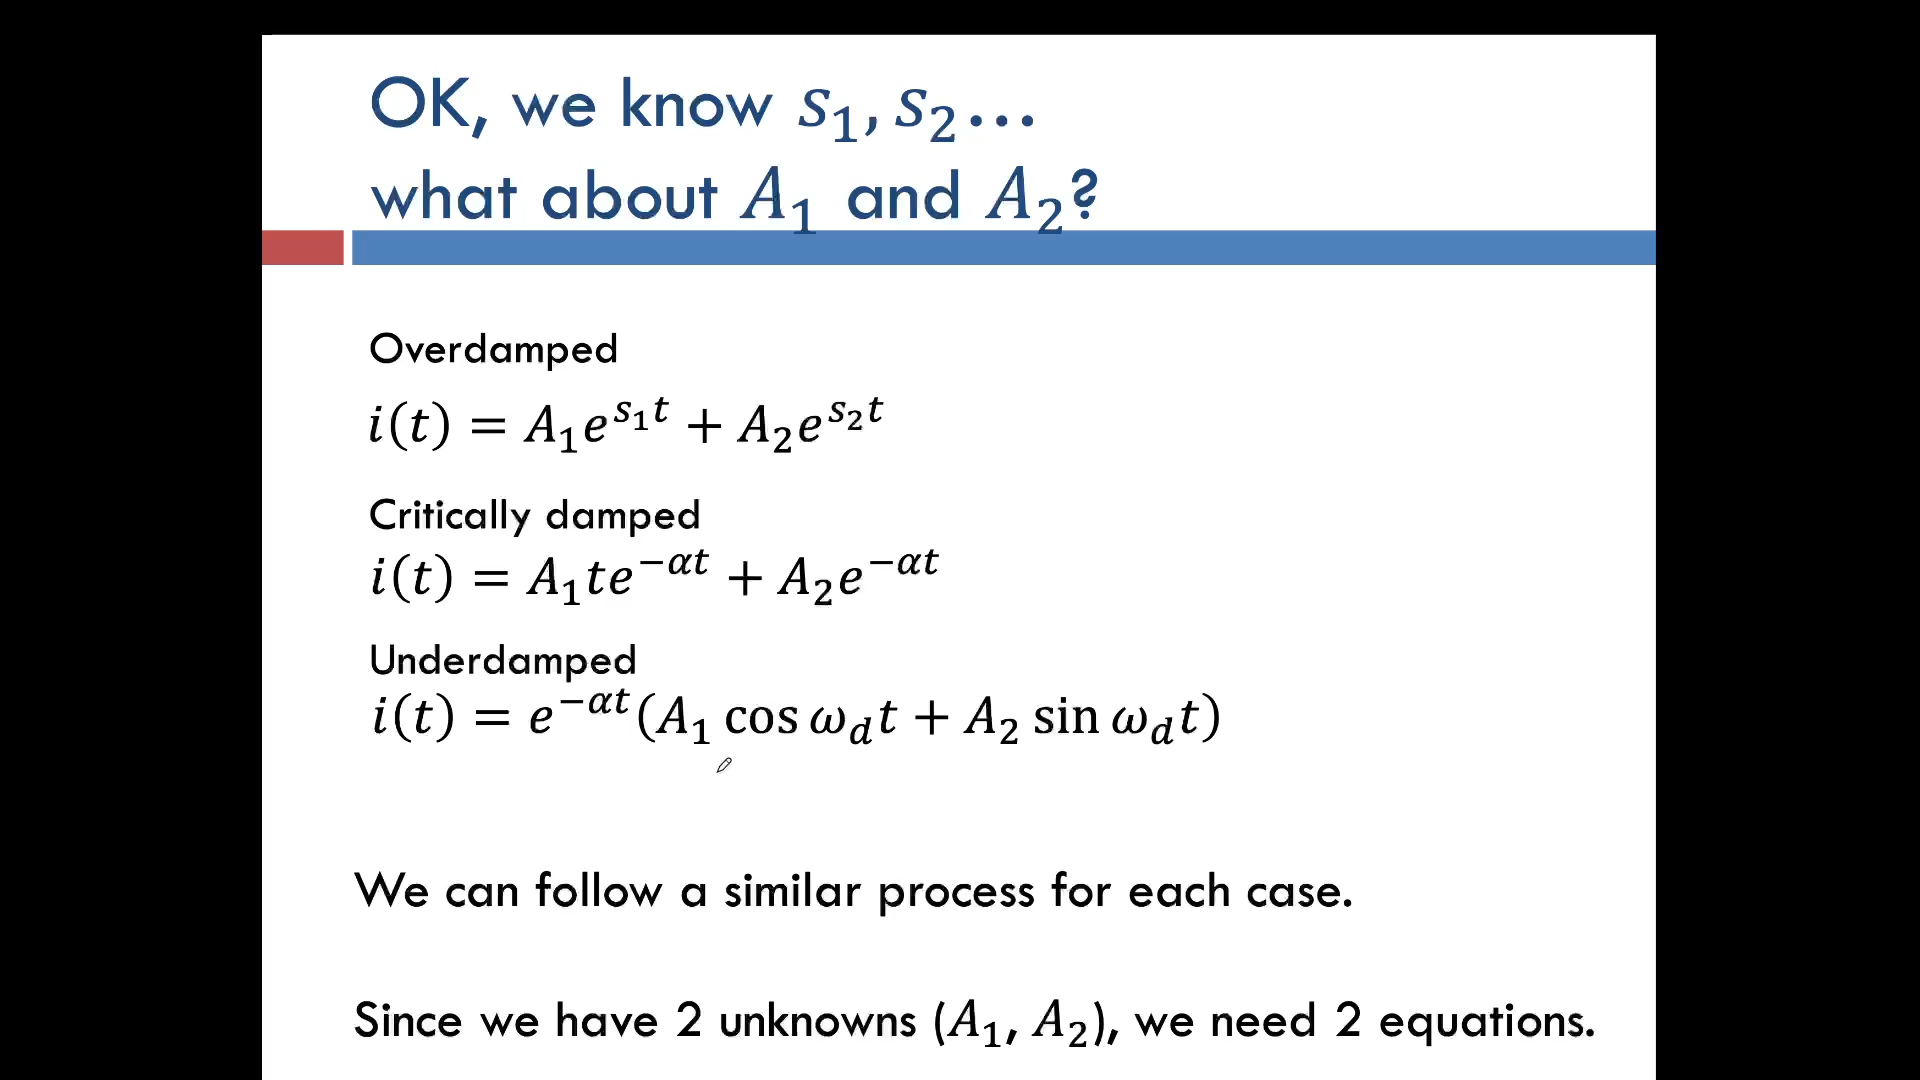 OK, we know s₁, s₂...
what about A₁ and A₂?
Overdamped
i(t) = A₁e^{s₁t} + A₂e^{s₂t}
Critically damped
i(t) = A₁te^{−αt} + A₂e^{−αt}
Underdamped
i(t) = e^{−αt}(A₁ cos ω_d t + A₂ sin ω_d t)
We can follow a similar process for each case.
Since we have 2 unknowns (A₁, A₂), we need 2 equations.